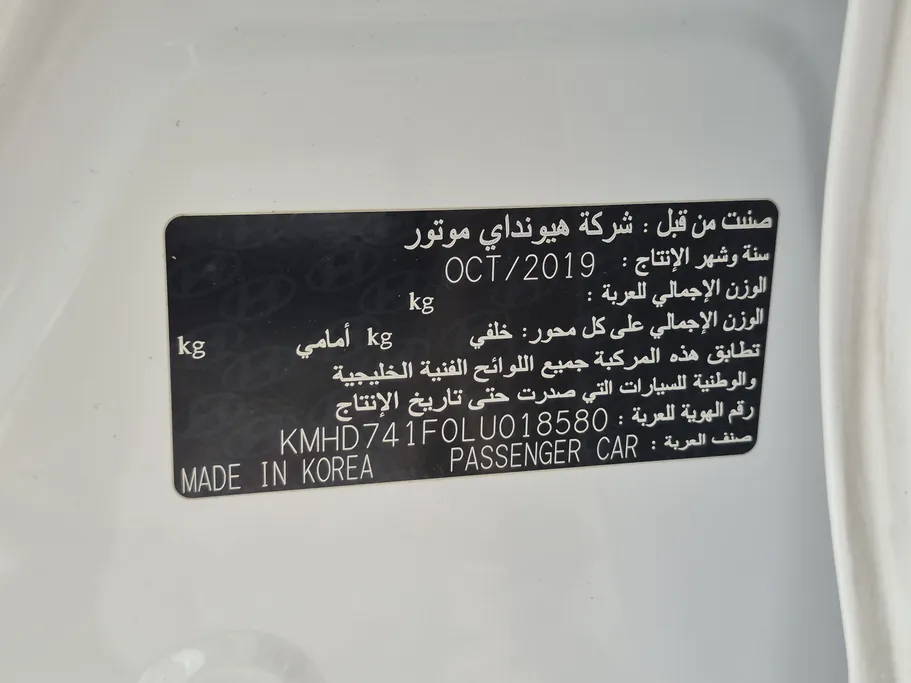 صنعت من قبل : شركة هيونداي موتور
سنة وشهر الإنتاج : OCT/2019
الوزن الإجمالي للعربة : kg
الوزن الإجمالي على كل محور: خلفي kg أمامي kg
تطابق هذه المركبة جميع اللوائح الفنية الخليجية
والوطنية للسيارات التي صدرت حتى تاريخ الإنتاج
رقم الهوية للعربة : KMHD741F0LU018580
صنف العربة : PASSENGER CAR
MADE IN KOREA